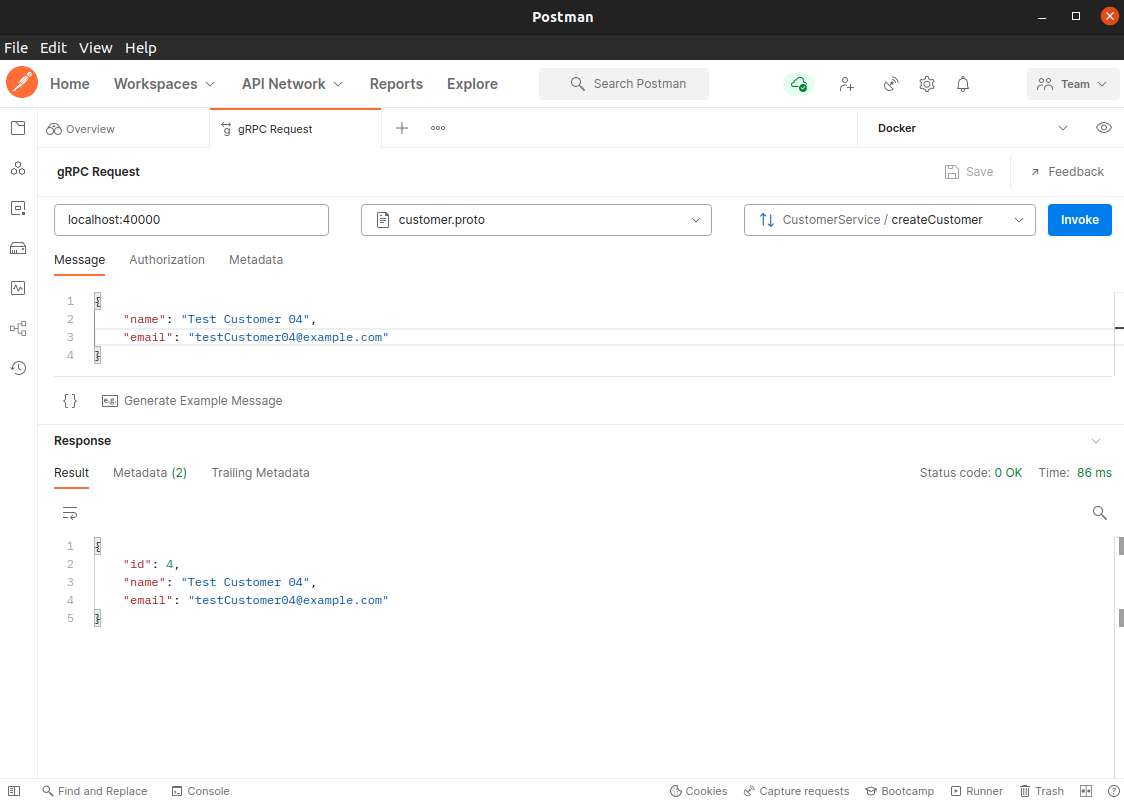 Postman
File Edit View Help
Home Workspaces API Network Reports Explore Search Postman Team
Overview gRPC Request Docker
gRPC Request Save Feedback
localhost:40000 customer.proto CustomerService / createCustomer Invoke
Message Authorization Metadata
1 {
2 "name": "Test Customer 04",
3 "email": "testCustomer04@example.com"
4 }
{} e.g. Generate Example Message
Response
Result Metadata (2) Trailing Metadata Status code: 0 OK Time: 86 ms
1 {
2 "id": 4,
3 "name": "Test Customer 04",
4 "email": "testCustomer04@example.com"
5 }
Find and Replace Console Cookies Capture requests Bootcamp Runner Trash